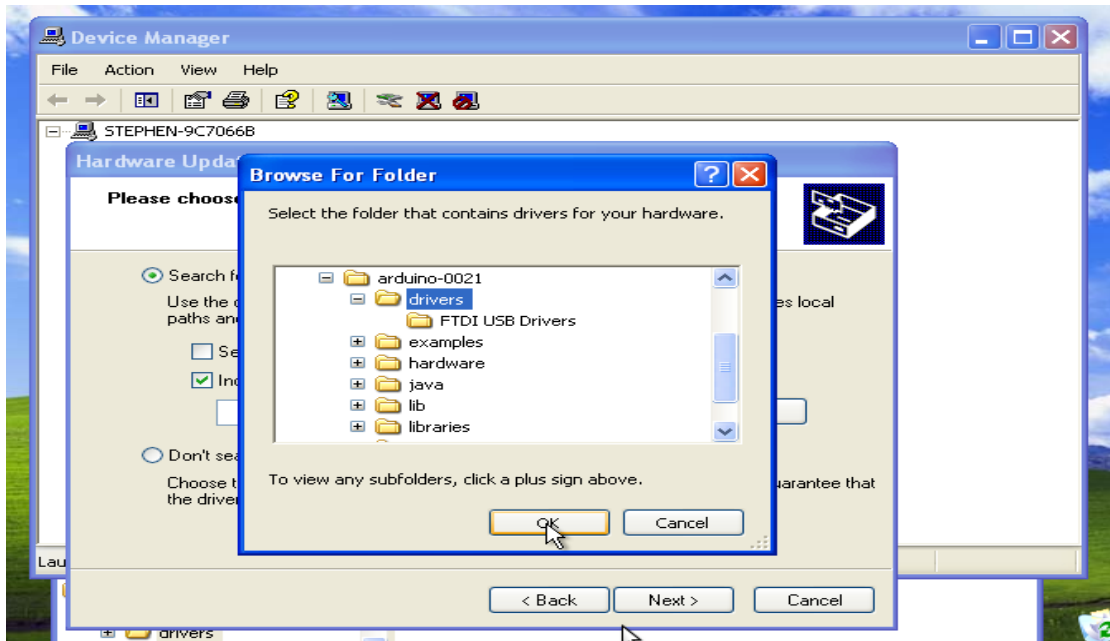 Device Manager
File Action View Help
STEPHEN-9C7066B
Hardware Upda
Browse For Folder
Please choose
Select the folder that contains drivers for your hardware.
arduino-0021
Search f
drivers
Use the
es local
FTDI USB Drivers
paths an
examples
Se
hardware
Inc
java
lib
libraries
Don't sea
Choose t
To view any subfolders, click a plus sign above.
uarantee that
the driver
OK Cancel
Lau
< Back Next > Cancel
drivers